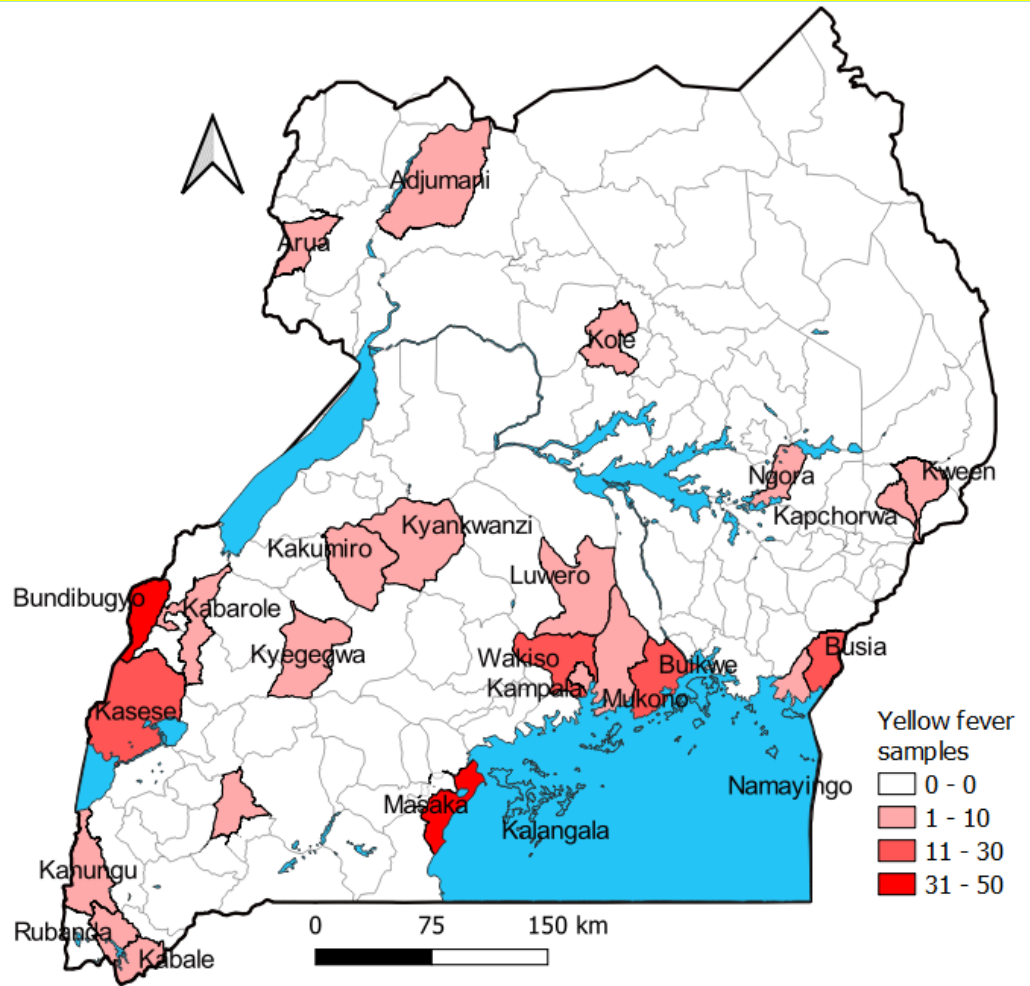 Adjumani
Arua
Kole
Ngora
Kween
Kapchorwa
Kyankwanzi
Kakumiro
Luwero
Bundibugyo
Kabarole
Kyegegwa
Wakiso
Buikwe
Busia
Kampala
Mukono
Kasese
Namayingo
Masaka
Kalangala
Kanungu
Rubanda
Kabale
Yellow fever
samples
0 - 0
1 - 10
11 - 30
31 - 50
0 75 150 km